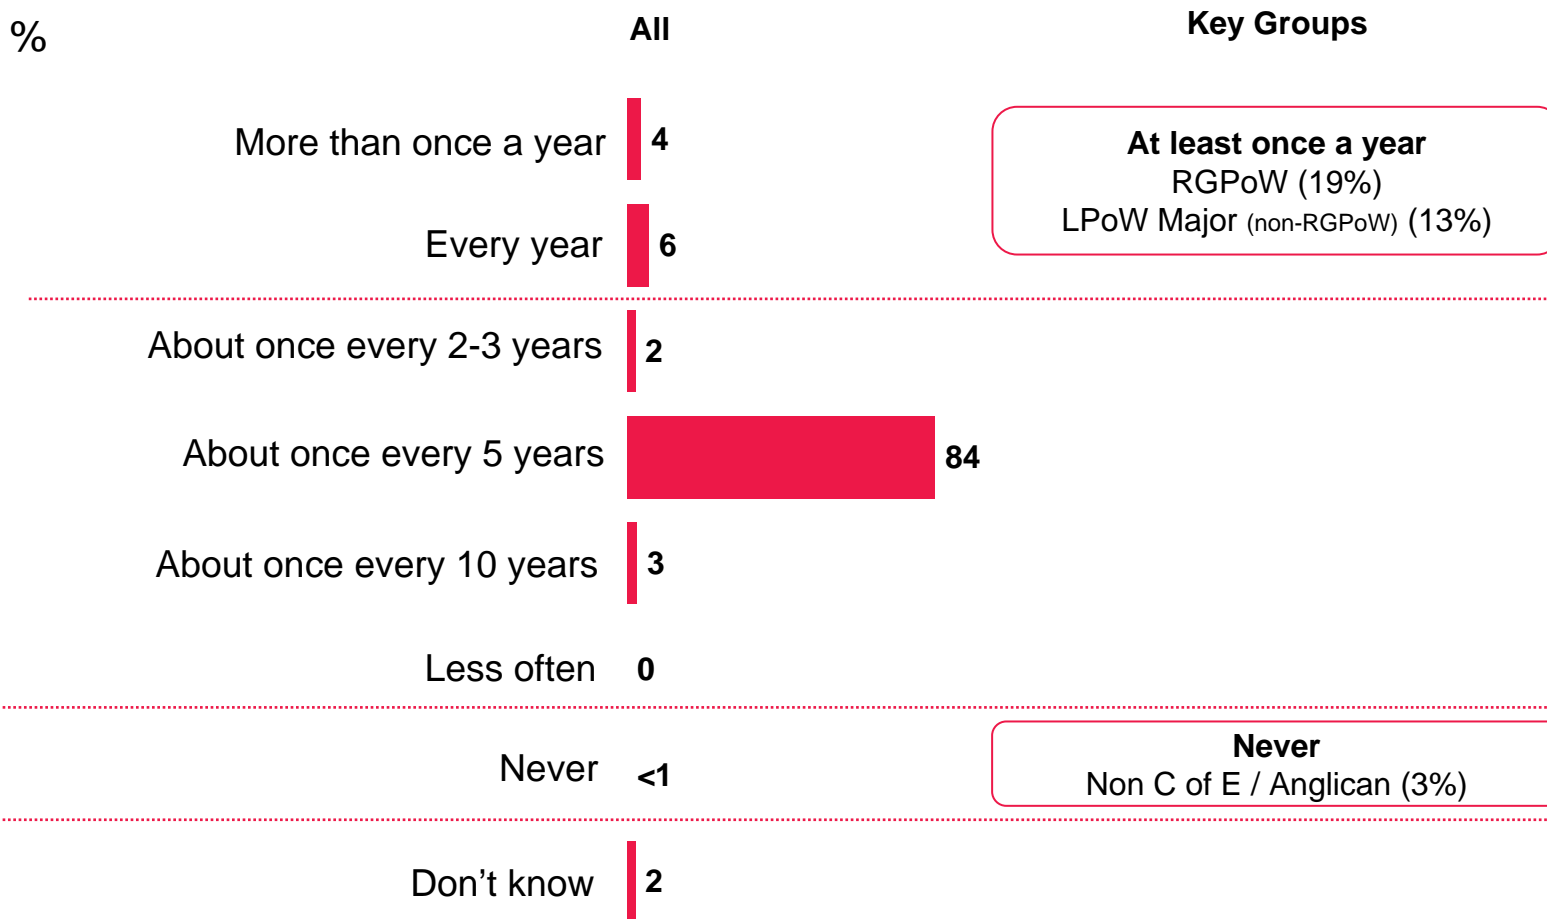 %
All
Key Groups
More than once a year 4
Every year 6
At least once a year
RGPoW (19%)
LPoW Major (non-RGPoW) (13%)
About once every 2-3 years 2
About once every 5 years 84
About once every 10 years 3
Less often 0
Never <1
Never
Non C of E / Anglican (3%)
Don't know 2